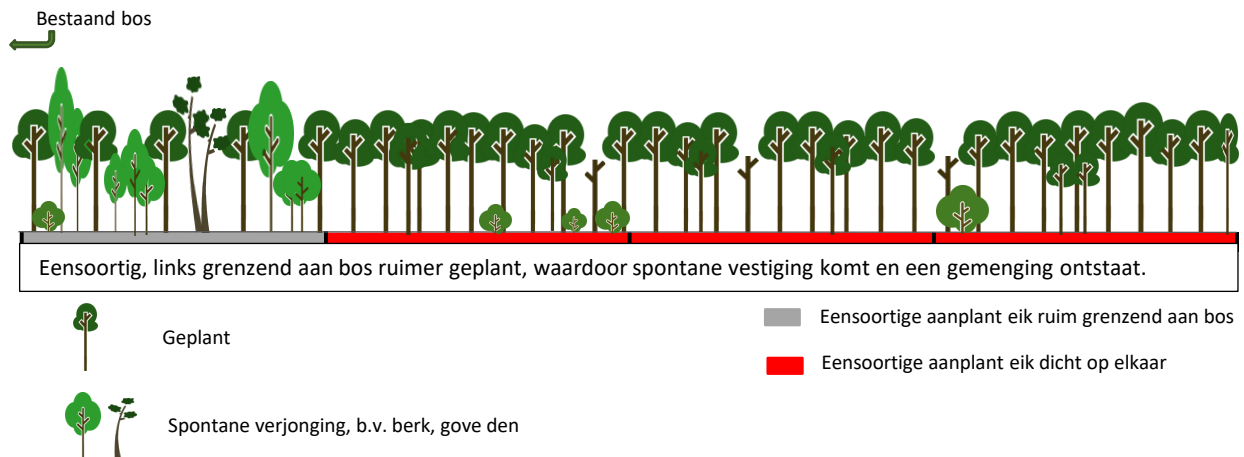 Bestaand bos
Eensoortig, links grenzend aan bos ruimer geplant, waardoor spontane vestiging komt en een gemenging ontstaat.
Geplant
Spontane verjonging, b.v. berk, gove den
Eensoortige aanplant eik ruim grenzend aan bos
Eensoortige aanplant eik dicht op elkaar